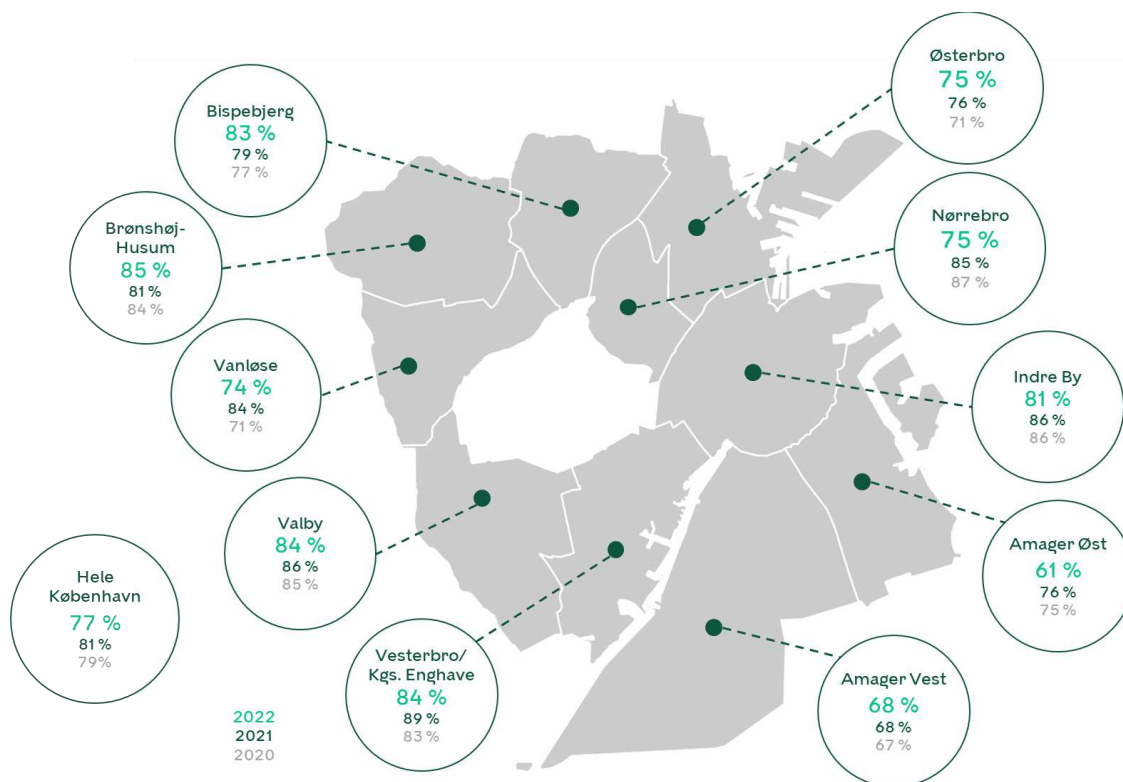 Østerbro
75 %
76 %
71 %
Bispebjerg
83 %
79 %
77 %
Nørrebro
75 %
85 %
87 %
Brønshøj-
Husum
85 %
81 %
84 %
Vanløse
74 %
84 %
71 %
Indre By
81 %
86 %
86 %
Valby
84 %
86 %
85 %
Amager Øst
61 %
76 %
75 %
Hele
København
77 %
81 %
79%
Vesterbro/
Kgs. Enghave
84 %
89 %
83 %
Amager Vest
68 %
68 %
67 %
2022
2021
2020